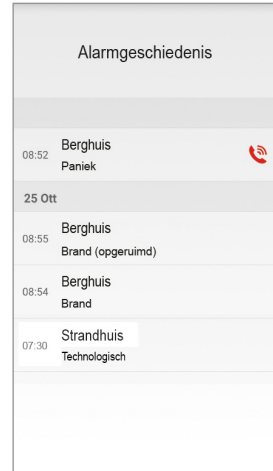 Alarmgeschiedenis
08:52 Berghuis
Paniek
25 Ott
08:55 Berghuis
Brand (opgeruimd)
08:54 Berghuis
Brand
07:30 Strandhuis
Technologisch